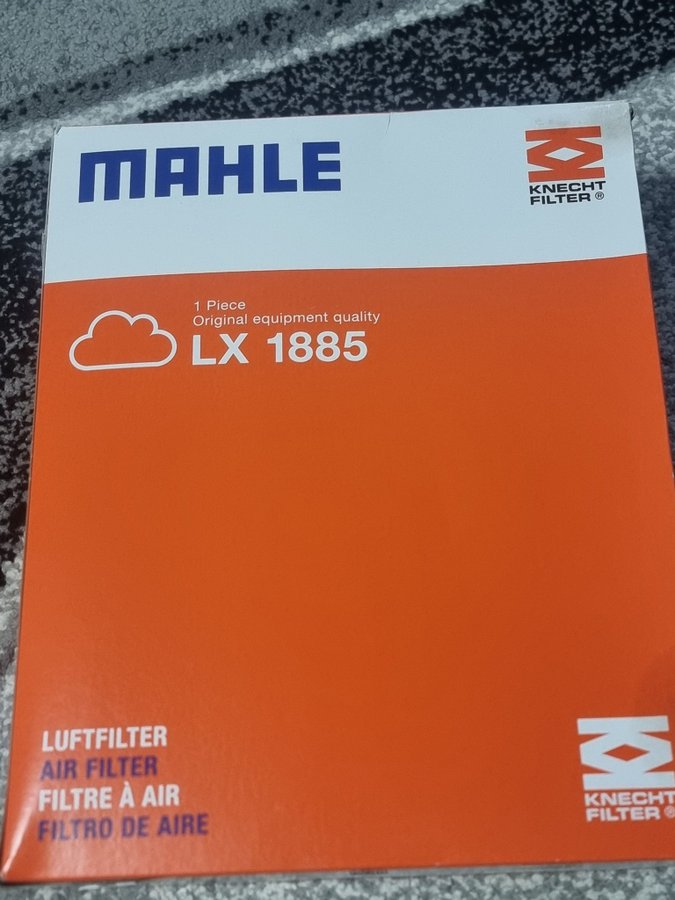 MAHLE
KNECHT
FILTER®
1 Piece
Original equipment quality
LX 1885
LUFTFILTER
AIR FILTER
FILTRE À AIR
FILTRO DE AIRE
KNECHT
FILTER®